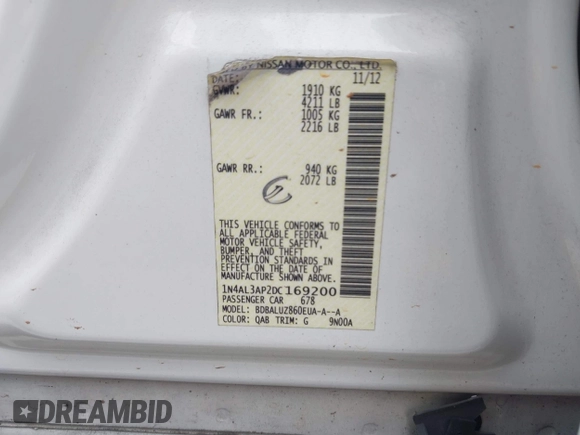 BY NISSAN MOTOR CO., LTD.
DATE: 11/12
GVWR: 1910 KG
4211 LB
GAWR FR.: 1005 KG
2216 LB
GAWR RR.: 940 KG
2072 LB
THIS VEHICLE CONFORMS TO
ALL APPLICABLE FEDERAL
MOTOR VEHICLE SAFETY,
BUMPER, AND THEFT
PREVENTION STANDARDS IN
EFFECT ON THE DATE OF
MANUFACTURE SHOWN ABOVE.
1N4AL3AP2DC169200
PASSENGER CAR 678
MODEL: BDBALUZ860EUA-A--A
COLOR: QAB TRIM: G 9N00A
DREAMBID